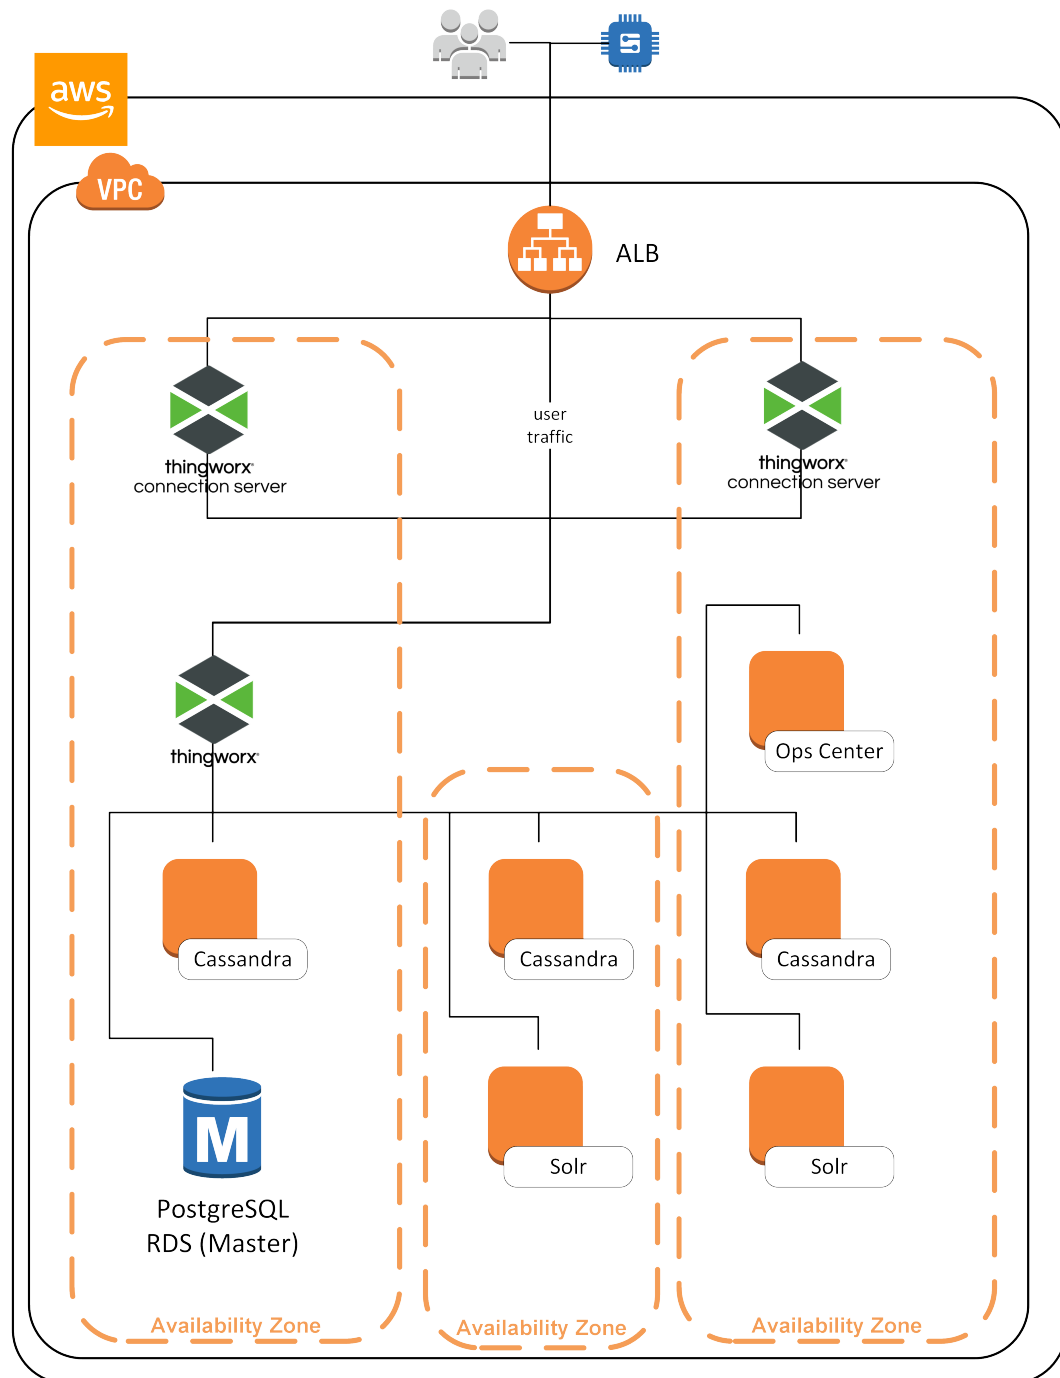 aws
VPC
ALB
user
traffic
thingworx®
connection server
thingworx®
connection server
thingworx®
Ops Center
Cassandra
Cassandra
Cassandra
M
Solr
Solr
PostgreSQL
RDS (Master)
Availability Zone
Availability Zone
Availability Zone